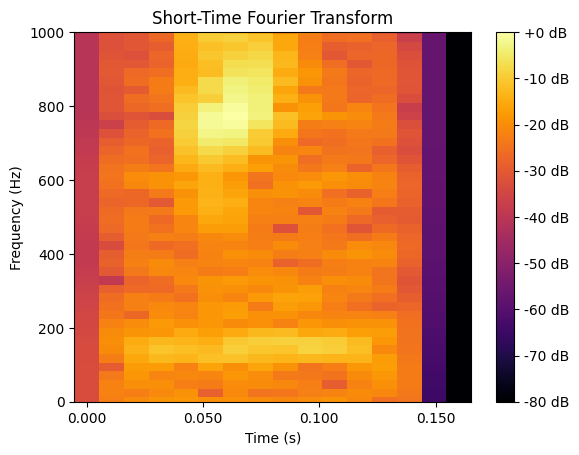 Short-Time Fourier Transform
Frequency (Hz)
1000
800
600
400
200
0
0.000
0.050
0.100
0.150
Time (s)
+0 dB
-10 dB
-20 dB
-30 dB
-40 dB
-50 dB
-60 dB
-70 dB
-80 dB